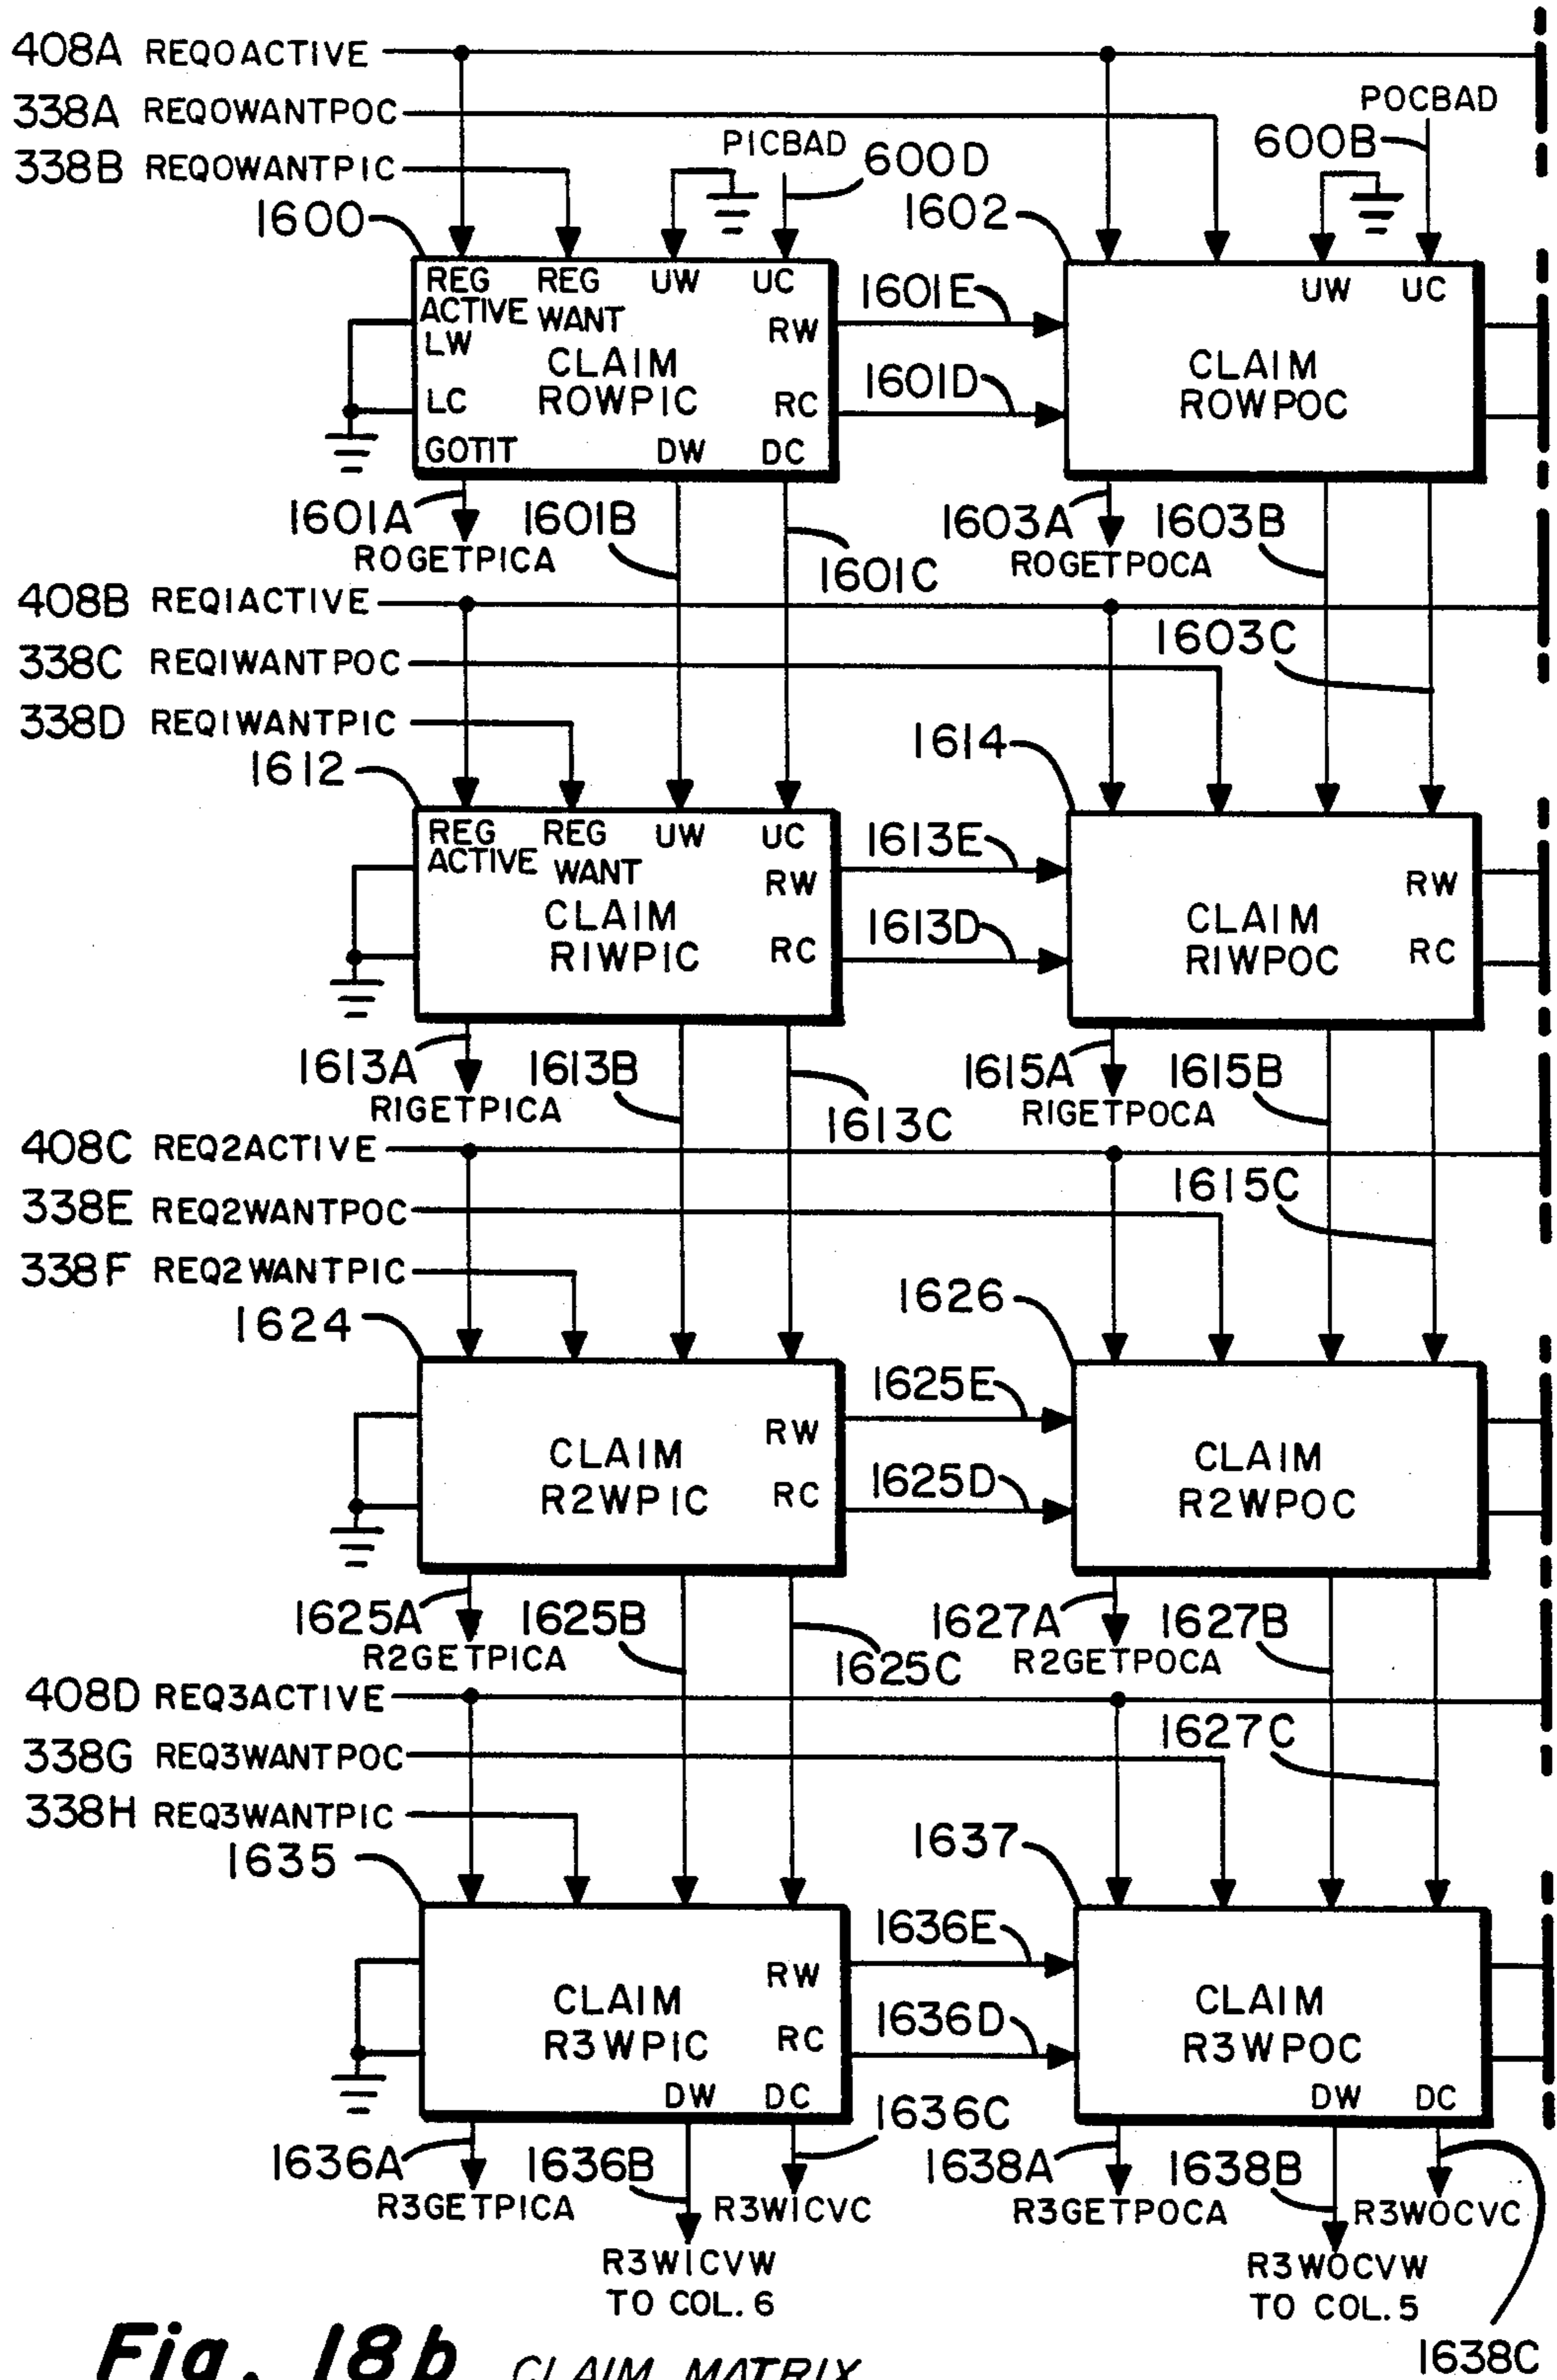 408A REQ0ACTIVE
338A REQ0WANTPOC
POCBAD
338B REQ0WANTPIC
PICBAD
600D
600B
1600
1602
REG ACTIVE
REG WANT
UW
UC
LW
LC
GOTIT
CLAIM
R0WPIC
RW
RC
DW
DC
1601E
1601D
UW
UC
CLAIM
R0WPOC
1601A
R0GETPICA
1601B
1601C
1603A
R0GETPOCA
1603B
1603C
408B REQ1ACTIVE
338C REQ1WANTPOC
338D REQ1WANTPIC
1612
1614
REG ACTIVE
REG WANT
UW
UC
CLAIM
R1WPIC
RW
RC
1613E
1613D
CLAIM
R1WPOC
RW
RC
1613A
R1GETPICA
1613B
1613C
1615A
R1GETPOCA
1615B
1615C
408C REQ2ACTIVE
338E REQ2WANTPOC
338F REQ2WANTPIC
1624
1626
CLAIM
R2WPIC
RW
RC
1625E
1625D
CLAIM
R2WPOC
1625A
R2GETPICA
1625B
1625C
1627A
R2GETPOCA
1627B
1627C
408D REQ3ACTIVE
338G REQ3WANTPOC
338H REQ3WANTPIC
1635
1637
CLAIM
R3WPIC
RW
RC
DW
DC
1636E
1636D
CLAIM
R3WPOC
DW
DC
1636A
R3GETPICA
1636B
1636C
R3WICVC
R3WICVW
TO COL. 6
1638A
R3GETPOCA
1638B
R3WOCVC
R3WOCVW
TO COL. 5
1638C
Fig. 18b CLAIM MATRIX